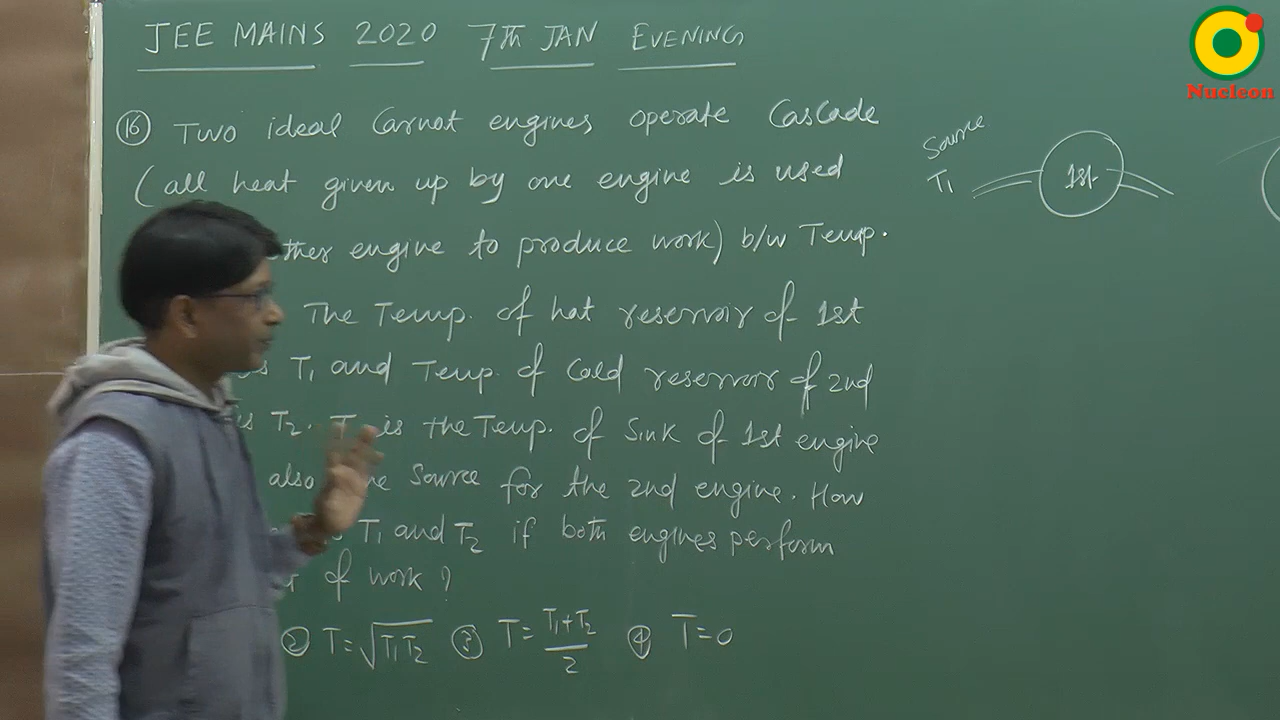 JEE MAINS 2020 7th JAN EVENING
Nucleon
(16) Two ideal Carnot engines operate Cascade
(all heat given up by one engine is used
ther engine to produce work) b/w Temp.
The Temp. of hot reservoir of 1st
is T1 and Temp. of Cold reservoir of 2nd
is T2. T is the Temp. of Sink of 1st engine
also Source for the 2nd engine. How
T1 and T2 if both engines perform
of work ?
(2) T=√T1T2 (3) T=T1+T2/2 (4) T=0
Source
T1
1st